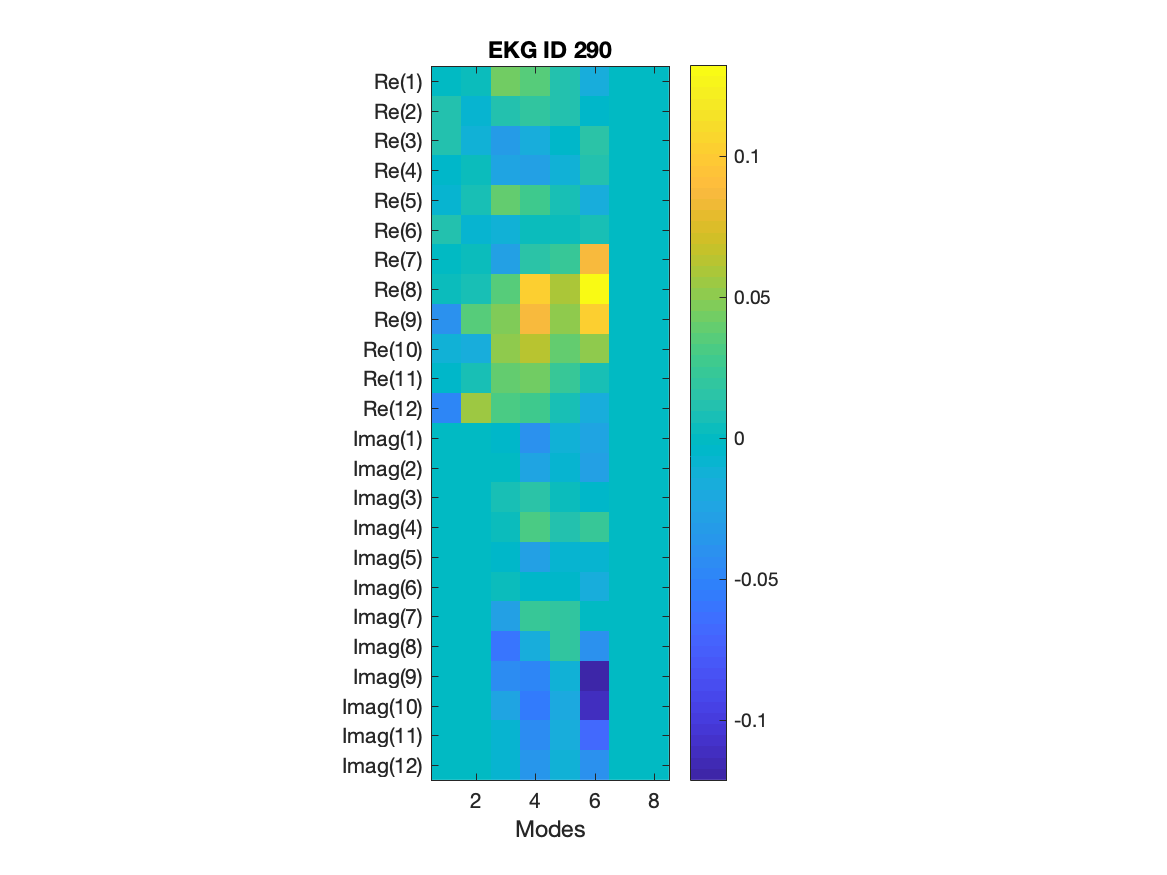 EKG ID 290
Re(1)
Re(2)
Re(3)
Re(4)
Re(5)
Re(6)
Re(7)
Re(8)
Re(9)
Re(10)
Re(11)
Re(12)
Imag(1)
Imag(2)
Imag(3)
Imag(4)
Imag(5)
Imag(6)
Imag(7)
Imag(8)
Imag(9)
Imag(10)
Imag(11)
Imag(12)
2 4 6 8
Modes
0.1
0.05
0
-0.05
-0.1